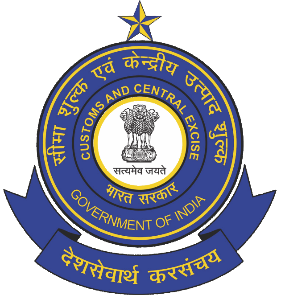 सीमा शुल्क एवं केन्द्रीय उत्पाद शुल्क
CUSTOMS AND CENTRAL EXCISE
सत्यमेव जयते
भारत सरकार
GOVERNMENT OF INDIA
देशसेवार्थ करसंचय